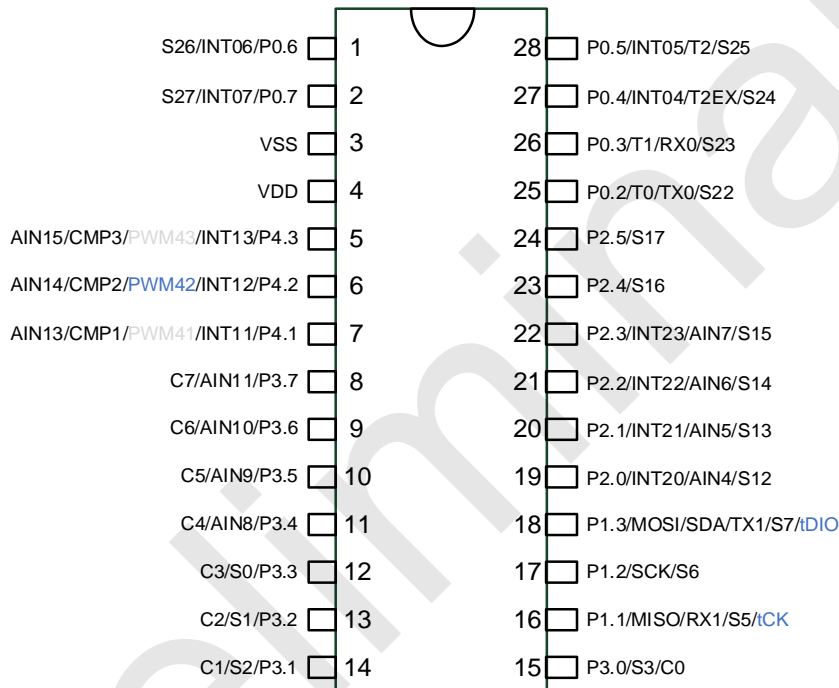 S26/INT06/P0.6 1 28 P0.5/INT05/T2/S25
S27/INT07/P0.7 2 27 P0.4/INT04/T2EX/S24
VSS 3 26 P0.3/T1/RX0/S23
VDD 4 25 P0.2/T0/TX0/S22
AIN15/CMP3/PWM43/INT13/P4.3 5 24 P2.5/S17
AIN14/CMP2/PWM42/INT12/P4.2 6 23 P2.4/S16
AIN13/CMP1/PWM41/INT11/P4.1 7 22 P2.3/INT23/AIN7/S15
C7/AIN11/P3.7 8 21 P2.2/INT22/AIN6/S14
C6/AIN10/P3.6 9 20 P2.1/INT21/AIN5/S13
C5/AIN9/P3.5 10 19 P2.0/INT20/AIN4/S12
C4/AIN8/P3.4 11 18 P1.3/MOSI/SDA/TX1/S7/tDIO
C3/S0/P3.3 12 17 P1.2/SCK/S6
C2/S1/P3.2 13 16 P1.1/MISO/RX1/S5/tCK
C1/S2/P3.1 14 15 P3.0/S3/C0